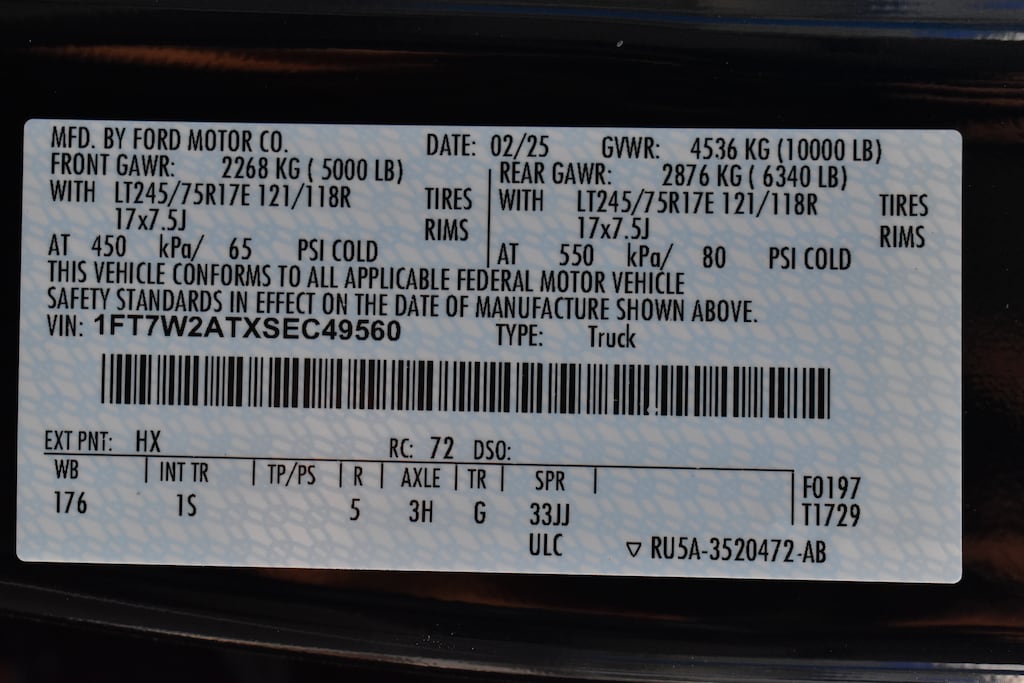 MFD. BY FORD MOTOR CO. DATE: 02/25 GVWR: 4536 KG (10000 LB)
FRONT GAWR: 2268 KG ( 5000 LB) REAR GAWR: 2876 KG ( 6340 LB)
WITH LT245/75R17E 121/118R TIRES WITH LT245/75R17E 121/118R TIRES
17x7.5J RIMS 17x7.5J RIMS
AT 450 kPa/ 65 PSI COLD AT 550 kPa/ 80 PSI COLD
THIS VEHICLE CONFORMS TO ALL APPLICABLE FEDERAL MOTOR VEHICLE
SAFETY STANDARDS IN EFFECT ON THE DATE OF MANUFACTURE SHOWN ABOVE.
VIN: 1FT7W2ATXSEC49560 TYPE: Truck
EXT PNT: HX RC: 72 DSO:
WB INT TR TP/PS R AXLE TR SPR F0197
176 1S 5 3H G 33JJ T1729
ULC ▽ RU5A-3520472-AB